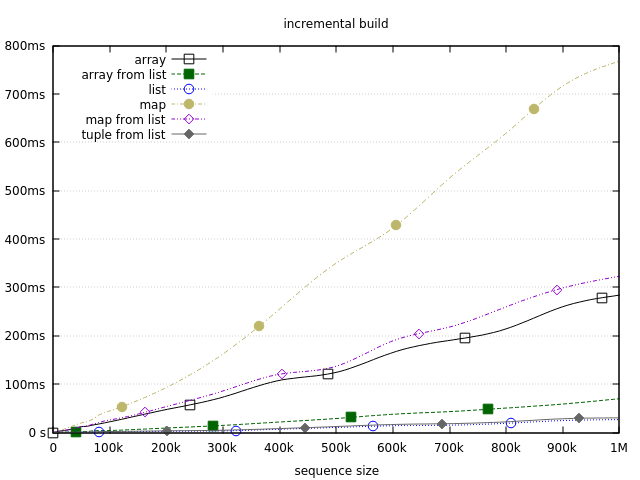 incremental build
800ms
700ms
600ms
500ms
400ms
300ms
200ms
100ms
0 s
array
array from list
list
map
map from list
tuple from list
0 100k 200k 300k 400k 500k 600k 700k 800k 900k 1M
sequence size